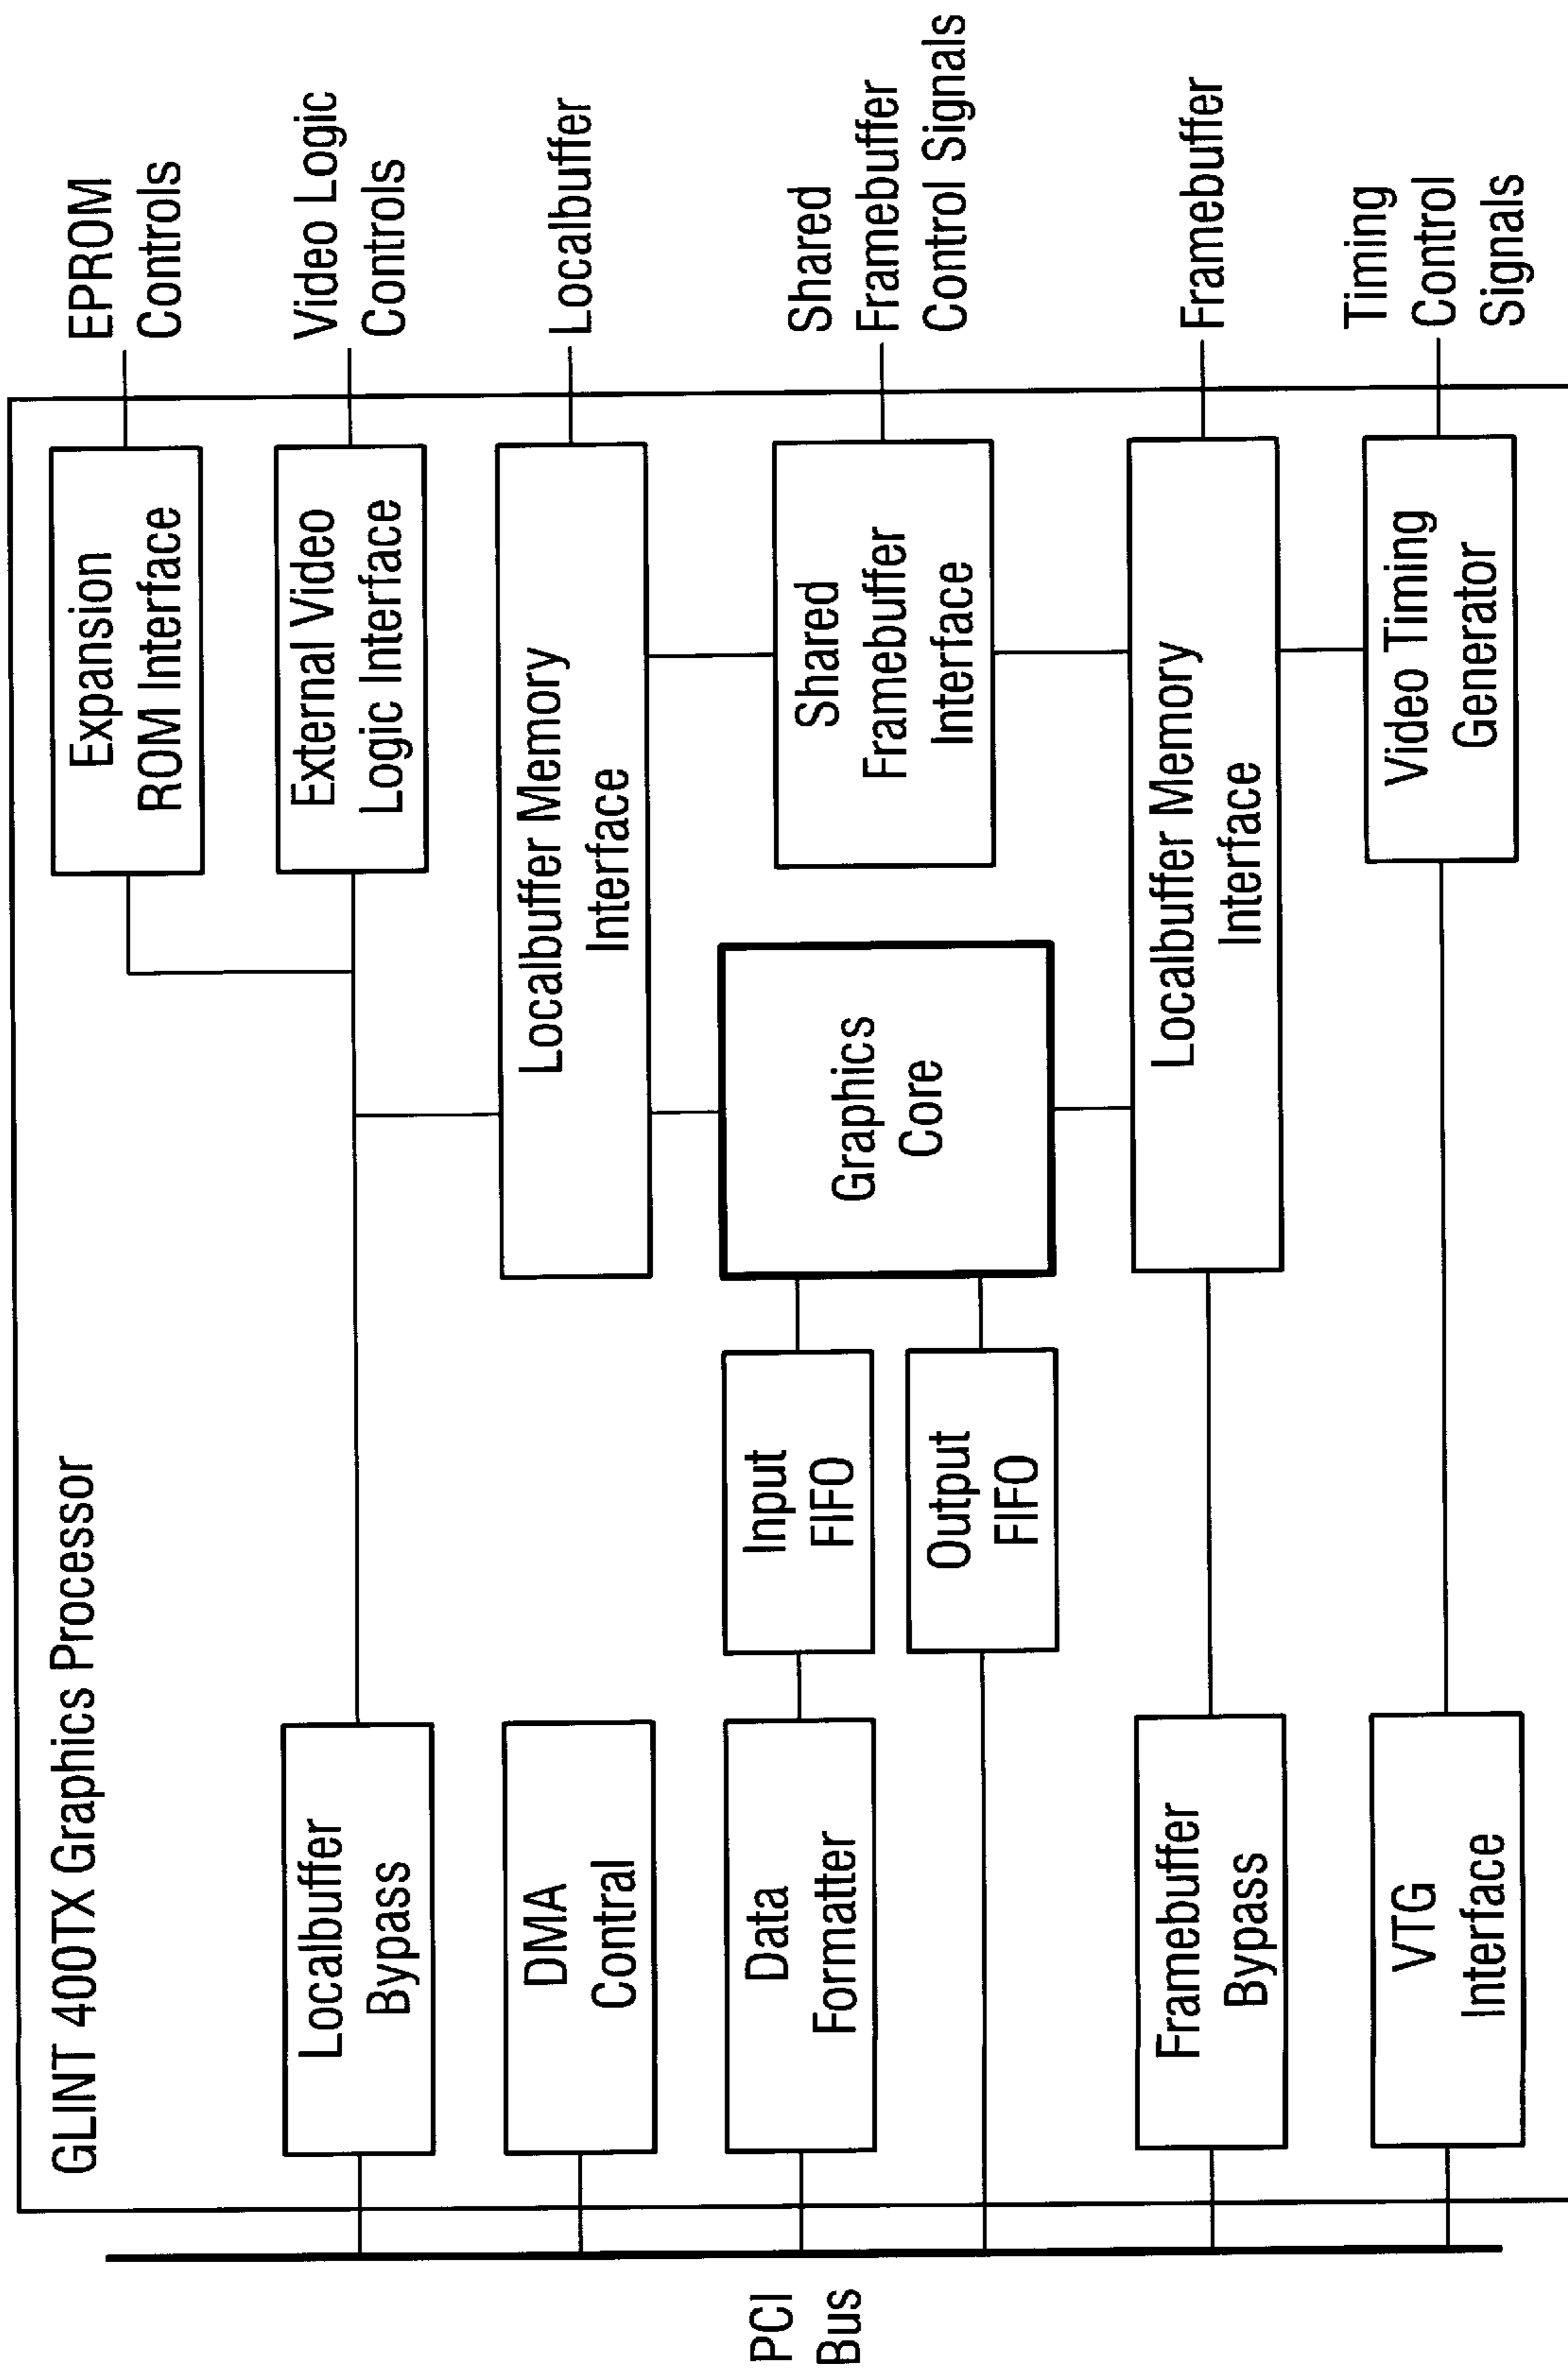 GLINT 400TX Graphics Processor
PCI
Bus
Localbuffer
Bypass
DMA
Contral
Data
Formatter
Framebuffer
Bypass
VTG
Interface
Input
FIFO
Output
FIFO
Graphics
Core
Expansion
ROM Interface
External Video
Logic Interface
Localbuffer Memory
Interface
Shared
Framebuffer
Interface
Localbuffer Memory
Interface
Video Timing
Generator
EPROM
Controls
Video Logic
Controls
Localbuffer
Shared
Framebuffer
Control Signals
Framebuffer
Timing
Control
Signals